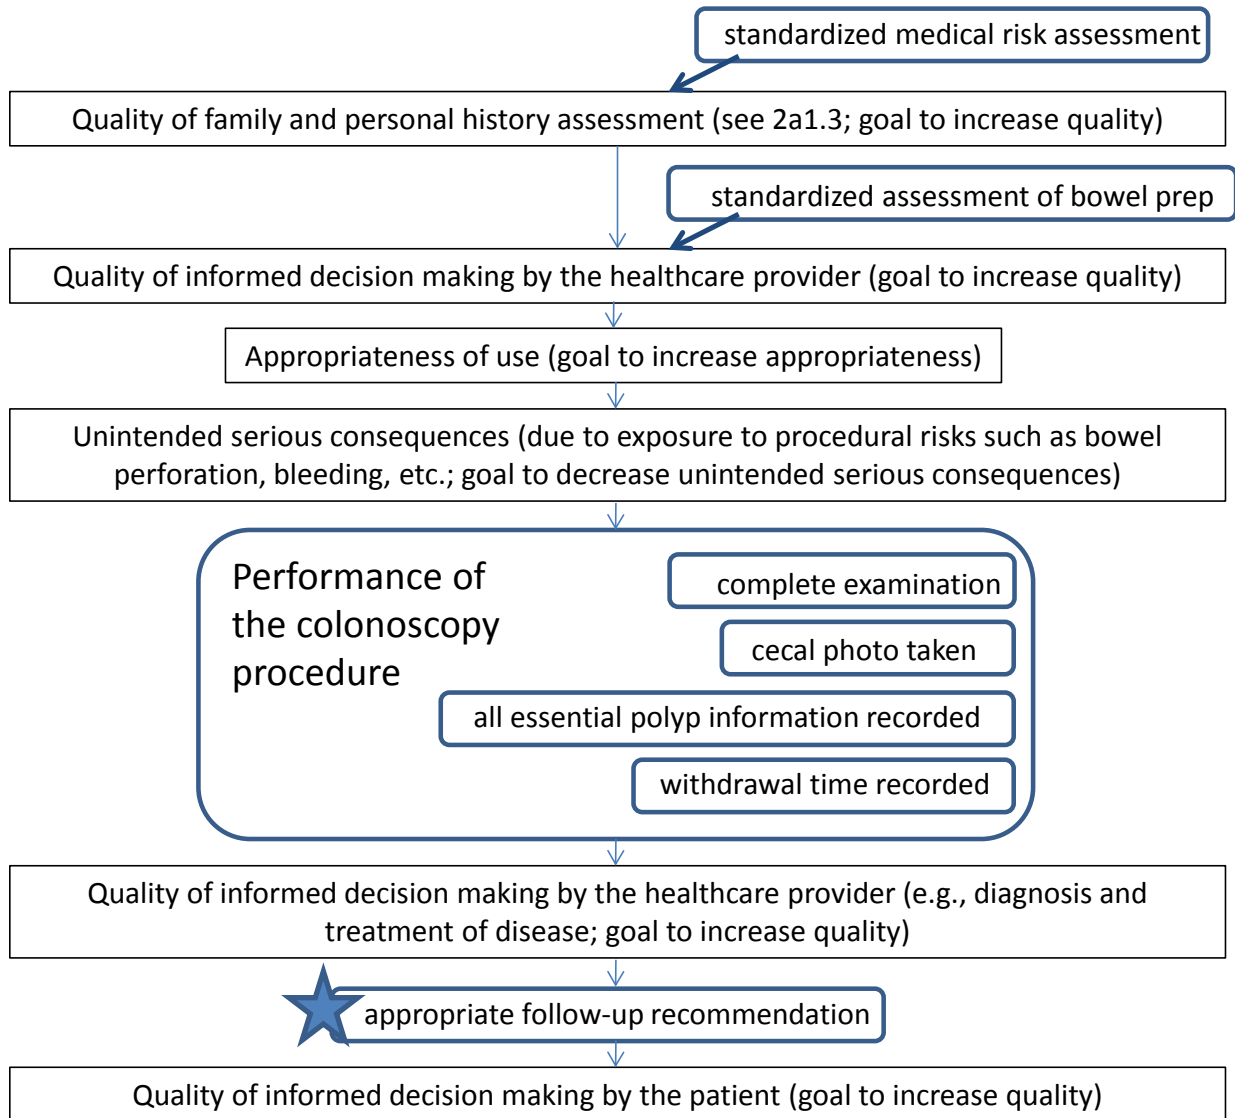 standardized medical risk assessment
Quality of family and personal history assessment (see 2a1.3; goal to increase quality)
standardized assessment of bowel prep
Quality of informed decision making by the healthcare provider (goal to increase quality)
Appropriateness of use (goal to increase appropriateness)
Unintended serious consequences (due to exposure to procedural risks such as bowel
perforation, bleeding, etc.; goal to decrease unintended serious consequences)
Performance of
the colonoscopy
procedure
complete examination
cecal photo taken
all essential polyp information recorded
withdrawal time recorded
Quality of informed decision making by the healthcare provider (e.g., diagnosis and
treatment of disease; goal to increase quality)
appropriate follow-up recommendation
Quality of informed decision making by the patient (goal to increase quality)